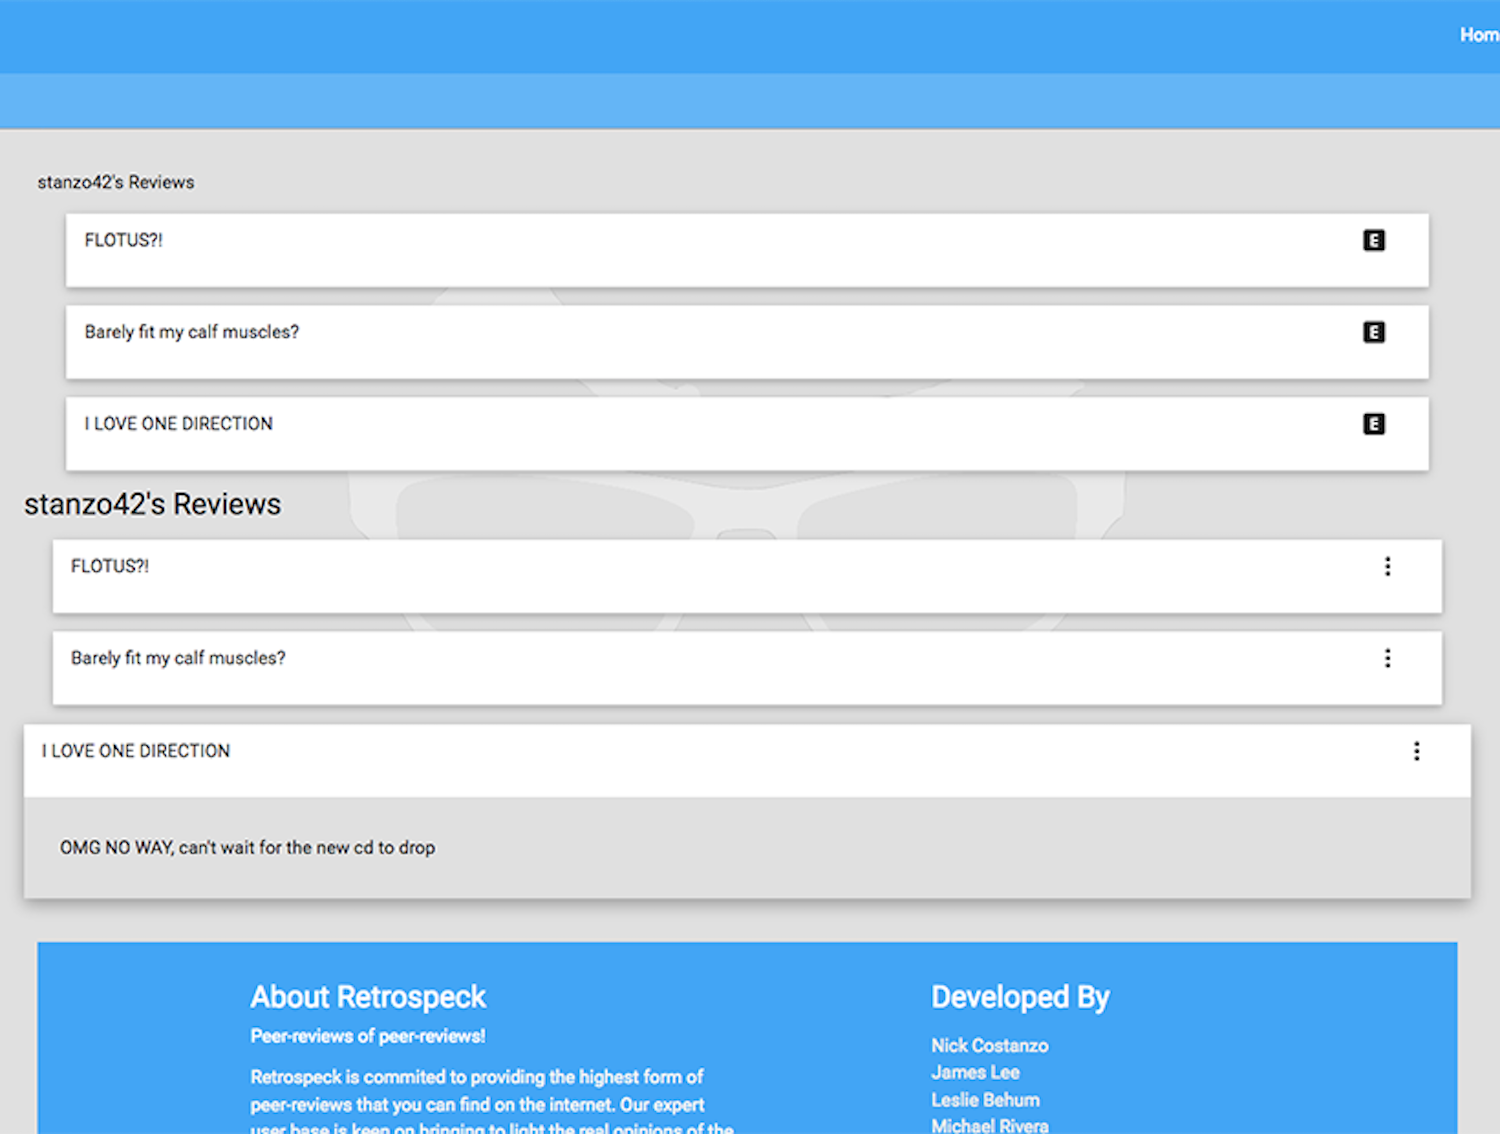 Hom
stanzo42's Reviews
FLOTUS?!
E
Barely fit my calf muscles?
E
I LOVE ONE DIRECTION
E
stanzo42's Reviews
FLOTUS?!
Barely fit my calf muscles?
I LOVE ONE DIRECTION
OMG NO WAY, can't wait for the new cd to drop
About Retrospeck
Peer-reviews of peer-reviews!
Retrospeck is commited to providing the highest form of
peer-reviews that you can find on the internet. Our expert
user base is keen on bringing to light the real opinions of the
Developed By
Nick Costanzo
James Lee
Leslie Behum
Michael Rivera